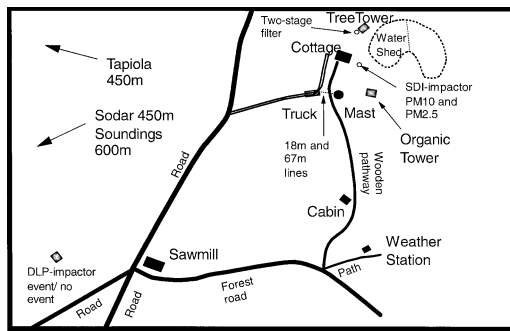 Two-stage
filter
TreeTower
Water
Shed
Cottage
Tapiola
450m
SDI-impactor
PM10 and
PM2.5
Sodar 450m
Soundings
600m
Truck
Mast
Organic
Tower
18m and
67m
lines
Road
Wooden
pathway
Cabin
Sawmill
Weather
Station
DLP-impactor
event/ no
event
Path
Forest
road
Road
Road